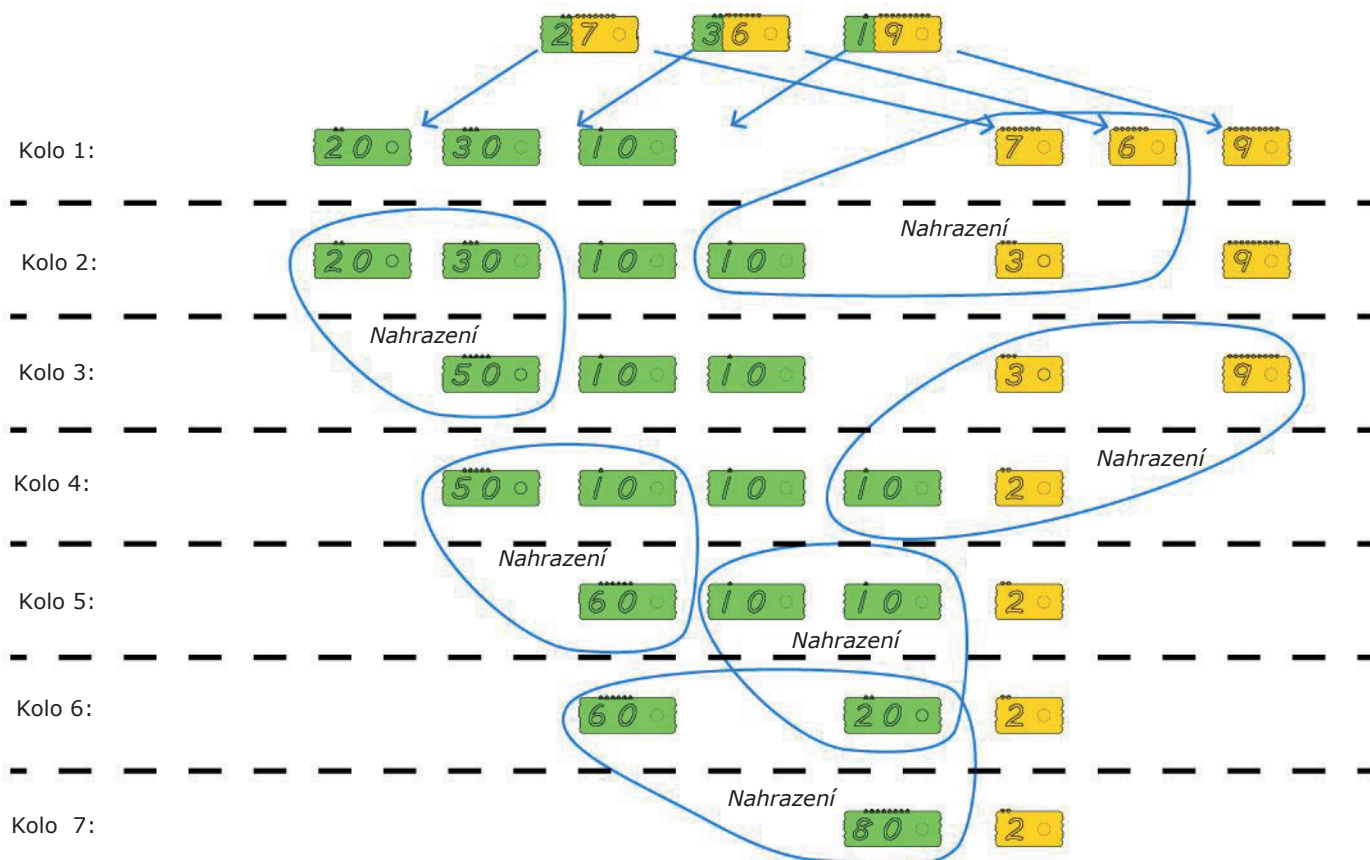 27 36 19
Kolo 1: 20 30 10 7 6 9
Nahrazení
Kolo 2: 20 30 10 10 3 9
Nahrazení
Kolo 3: 50 10 10 3 9
Nahrazení
Kolo 4: 50 10 10 10 2
Nahrazení
Kolo 5: 60 10 10 2
Nahrazení
Kolo 6: 60 20 2
Nahrazení
Kolo 7: 80 2